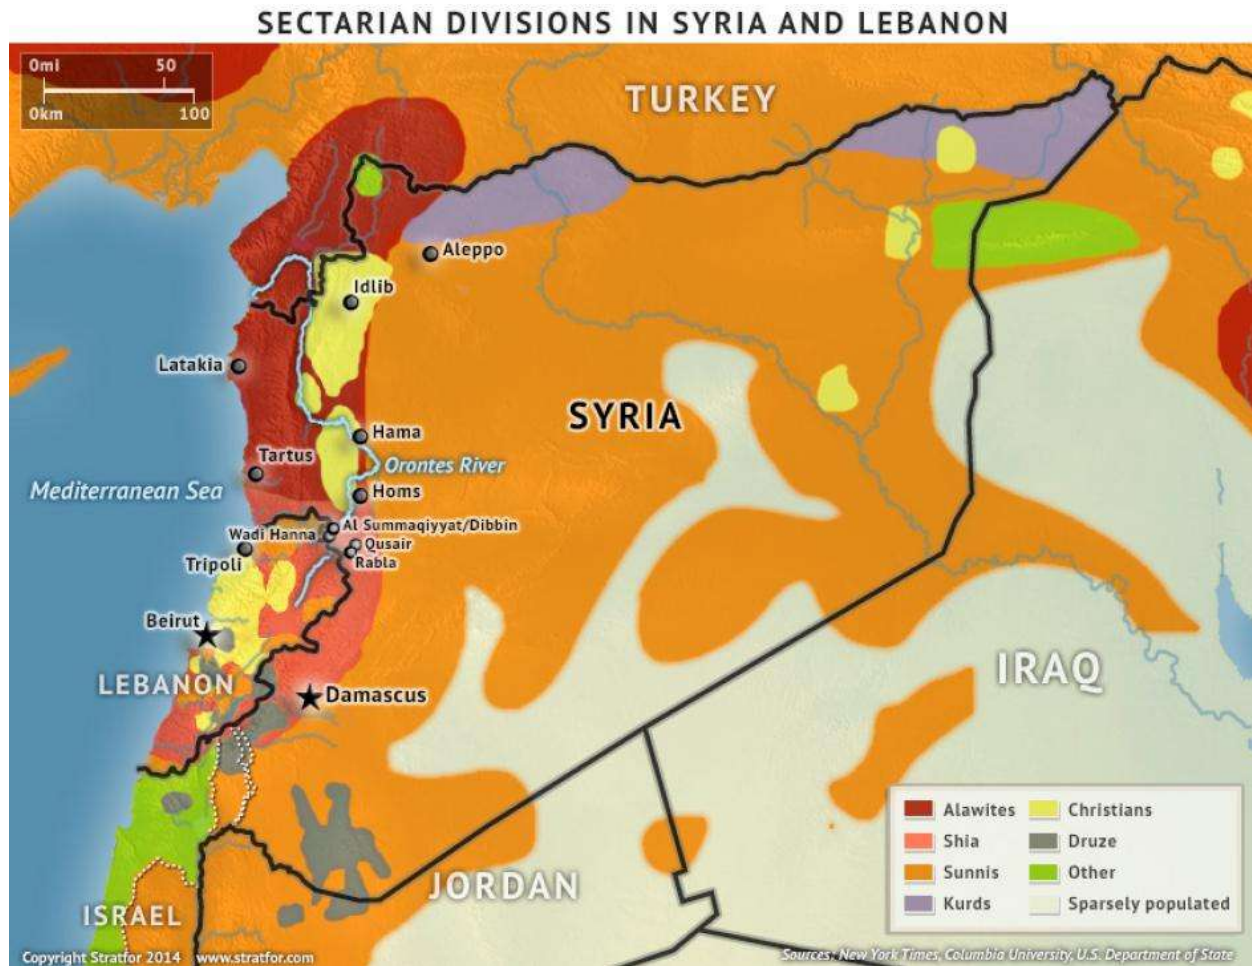 SECTARIAN DIVISIONS IN SYRIA AND LEBANON
0mi 50
0km 100
TURKEY
Aleppo
Idlib
Latakia
SYRIA
Hama
Tartus
Orontes River
Mediterranean Sea
Homs
Al Summaqiyyat/Dibbin
Wadi Hanna
Qusair
Tripoli
Rabla
Beirut
IRAQ
LEBANON
Damascus
Alawites
Shia
Sunnis
Kurds
Christians
Druze
Other
Sparsely populated
JORDAN
ISRAEL
Copyright Stratfor 2014 www.stratfor.com
Sources: New York Times, Columbia University, U.S. Department of State